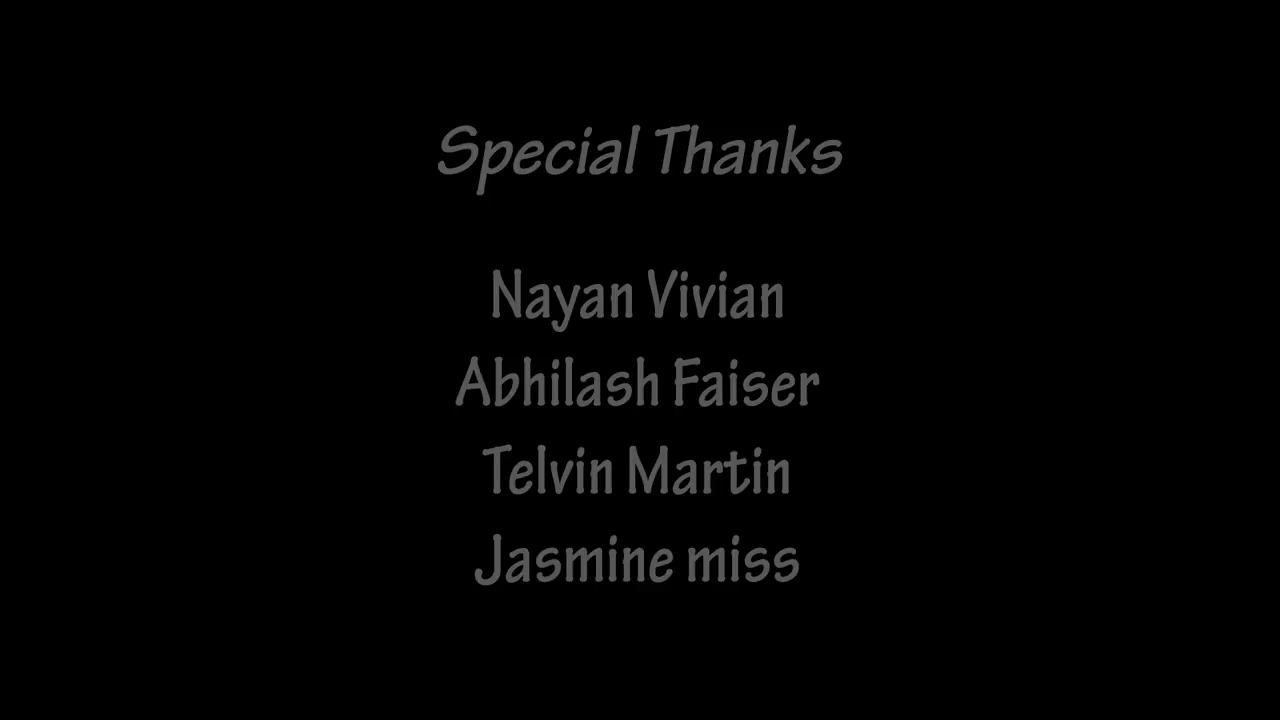 Special Thanks
Nayan Vivian
Abhilash Faiser
Telvin Martin
Jasmine miss